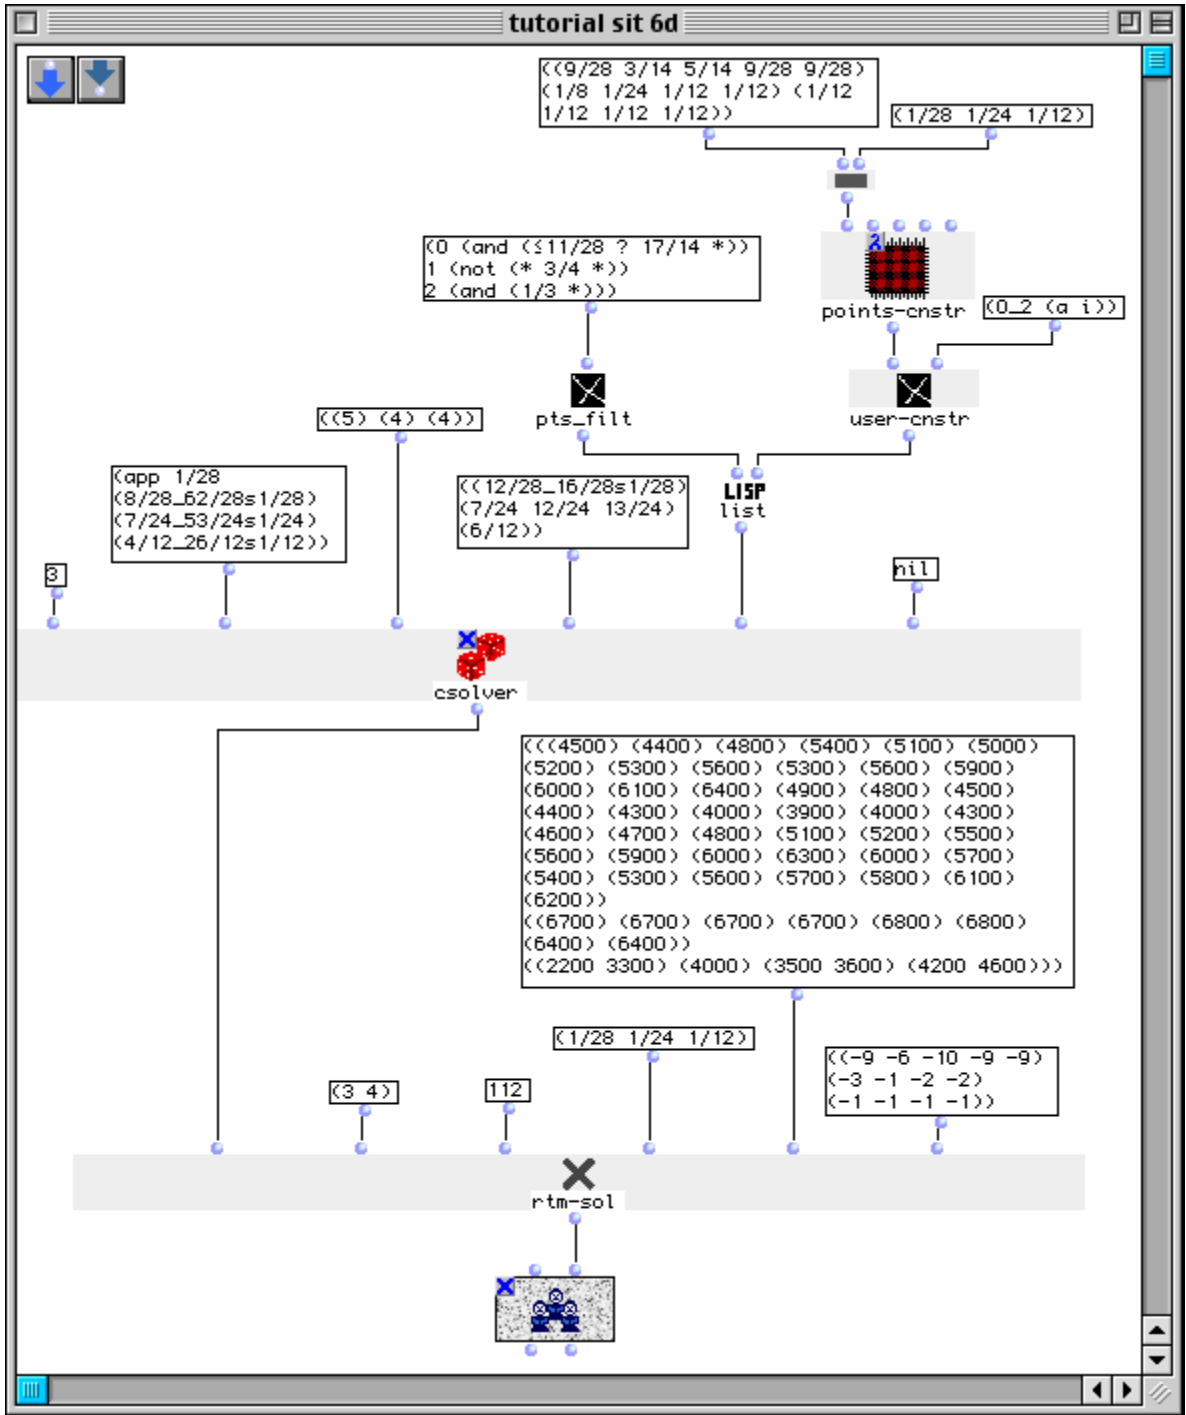 tutorial sit 6d
((9/28 3/14 5/14 9/28 9/28)
(1/8 1/24 1/12 1/12) (1/12
1/12 1/12 1/12))
(1/28 1/24 1/12)
(0 (and (≤11/28 ? 17/14 *))
1 (not (* 3/4 *))
2 (and (1/3 *)))
points-cnstr
(0_2 (a i))
pts_filt
user-cnstr
((5) (4) (4))
(app 1/28
(8/28_62/28s1/28)
(7/24_53/24s1/24)
(4/12_26/12s1/12))
((12/28_16/28s1/28)
(7/24 12/24 13/24)
(6/12))
LISP
list
3
nil
csolver
(((4500) (4400) (4800) (5400) (5100) (5000)
(5200) (5300) (5600) (5300) (5600) (5900)
(6000) (6100) (6400) (4900) (4800) (4500)
(4400) (4300) (4000) (3900) (4000) (4300)
(4600) (4700) (4800) (5100) (5200) (5500)
(5600) (5900) (6000) (6300) (6000) (5700)
(5400) (5300) (5600) (5700) (5800) (6100)
(6200))
((6700) (6700) (6700) (6700) (6800) (6800)
(6400) (6400))
((2200 3300) (4000) (3500 3600) (4200 4600)))
(1/28 1/24 1/12)
((-9 -6 -10 -9 -9)
(-3 -1 -2 -2)
(-1 -1 -1 -1))
(3 4)
112
rtm-sol